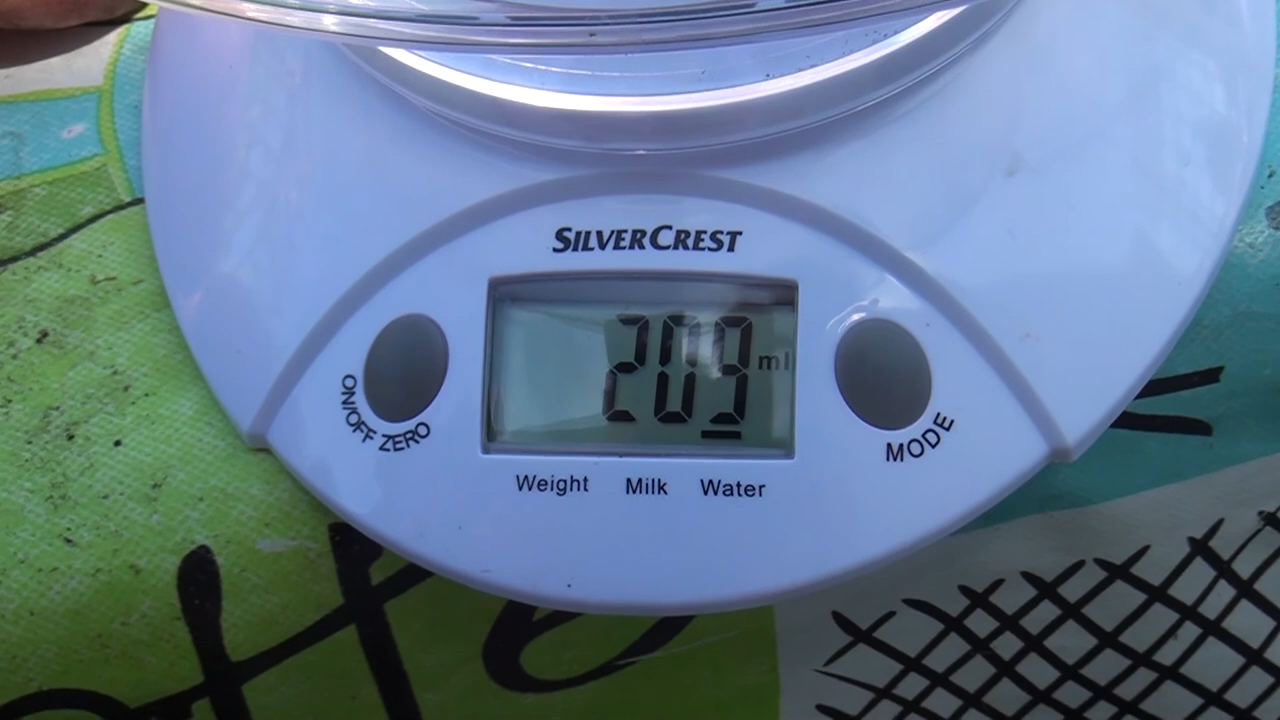 SILVERCREST
209 ml
ON/OFF ZERO
MODE
Weight Milk Water